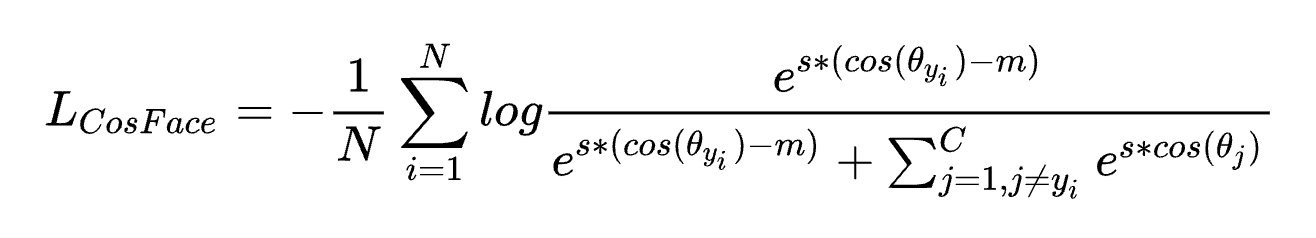 L_{CosFace} = -\frac{1}{N} \sum_{i=1}^{N} log \frac{e^{s*(cos(\theta_{y_i})-m)}}{e^{s*(cos(\theta_{y_i})-m)} + \sum_{j=1, j \neq y_i}^{C} e^{s*cos(\theta_j)}}